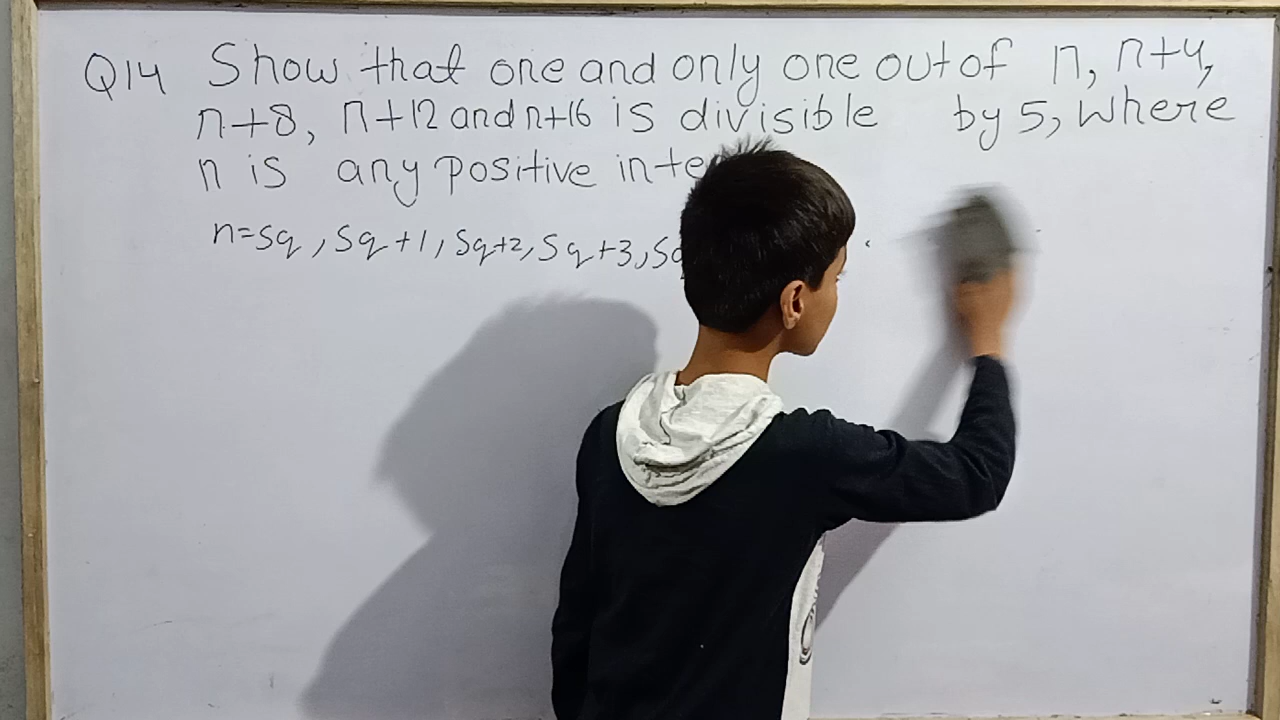 Q14 Show that one and only one out of n, n+4,
n+8, n+12 and n+16 is divisible by 5, where
n is any positive
n=5q, 5q+1, 5q+2, 5q+3,